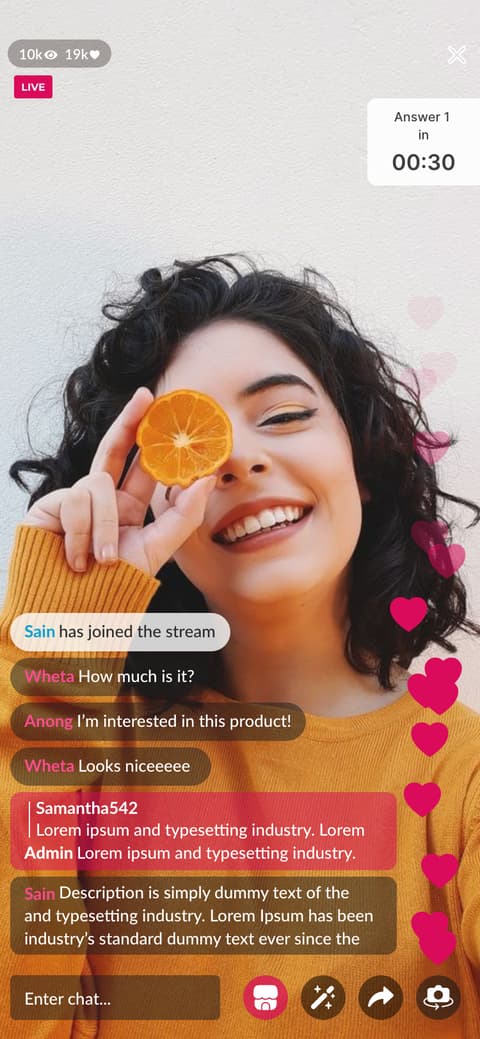 10k 19k
LIVE
Answer 1
in
00:30
Sain has joined the stream
Wheta How much is it?
Anong I'm interested in this product!
Wheta Looks niceeeee
Samantha542
Lorem ipsum and typesetting industry. Lorem
Admin Lorem ipsum and typesetting industry.
Sain Description is simply dummy text of the
and typesetting industry. Lorem Ipsum has been
industry's standard dummy text ever since the
Enter chat...